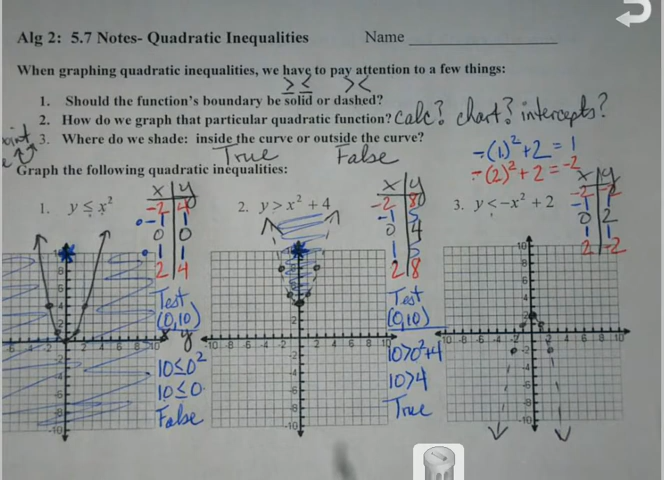 Alg 2: 5.7 Notes- Quadratic Inequalities Name
When graphing quadratic inequalities, we have to pay attention to a few things:
≥ ≤ > <
1. Should the function's boundary be solid or dashed?
2. How do we graph that particular quadratic function? Calc? chart? intercepts?
3. Where do we shade: inside the curve or outside the curve?
True False
-(1)² + 2 = 1
-(2)² + 2 = -2
Graph the following quadratic inequalities:
1. y ≤ x²
x y
-2 4
-1 1
0 0
1 1
2 4
Test
(0,10)
x y
10 ≤ 0²
10 ≤ 0
False
2. y > x² + 4
x y
-2 8
-1 5
0 4
1 5
2 8
Test
(0,10)
10 > 0² + 4
10 > 4
True
3. y < -x² + 2
x y
-2 -2
-1 1
0 2
1 1
2 -2